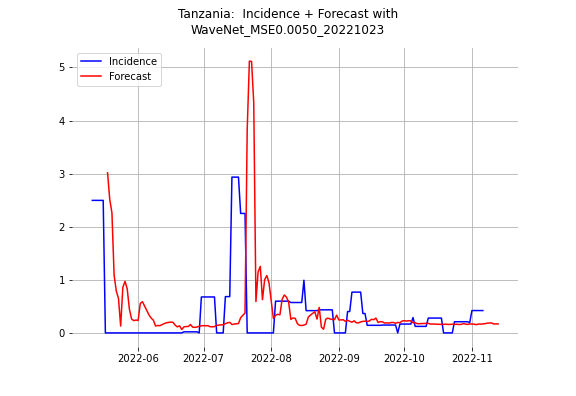 Tanzania:  Incidence + Forecast with
WaveNet_MSE0.0050_20221023
Incidence
Forecast
5
4
3
2
1
0
2022-06 2022-07 2022-08 2022-09 2022-10 2022-11